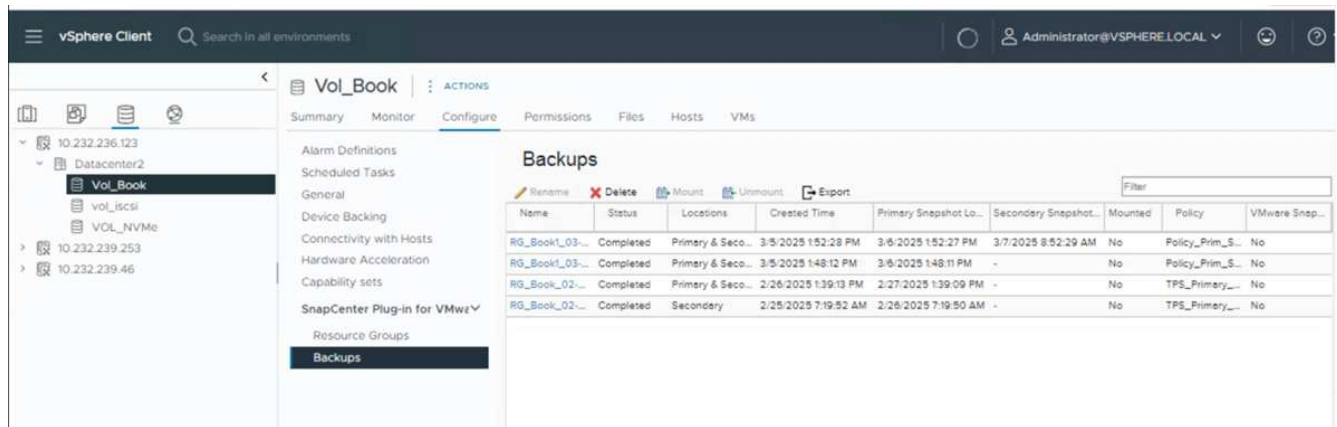 vSphere Client Search in all environments Administrator@VSPHERE.LOCAL
Vol_Book ACTIONS
Summary Monitor Configure Permissions Files Hosts VMs
10.232.236.123
Datacenter2
Vol_Book
vol_iscsi
VOL_NVMe
10.232.239.253
10.232.239.46
Alarm Definitions
Scheduled Tasks
General
Device Backing
Connectivity with Hosts
Hardware Acceleration
Capability sets
SnapCenter Plug-in for VMwa
Resource Groups
Backups
Backups
Rename Delete Mount Unmount Export Filter
Name Status Locations Created Time Primary Snapshot Lo... Secondary Snapshot... Mounted Policy VMware Snap...
RG_Book1_03-... Completed Primary & Seco... 3/5/2025 1:52:28 PM 3/6/2025 1:52:27 PM 3/7/2025 8:52:29 AM No Policy_Prim_S... No
RG_Book1_03-... Completed Primary & Seco... 3/5/2025 1:48:12 PM 3/6/2025 1:48:11 PM - No Policy_Prim_S... No
RG_Book_02-... Completed Primary & Seco... 2/26/2025 1:39:13 PM 2/27/2025 1:39:09 PM - No TPS_Primary_... No
RG_Book_02-... Completed Secondary 2/25/2025 7:19:52 AM 2/26/2025 7:19:50 AM - No TPS_Primary_... No